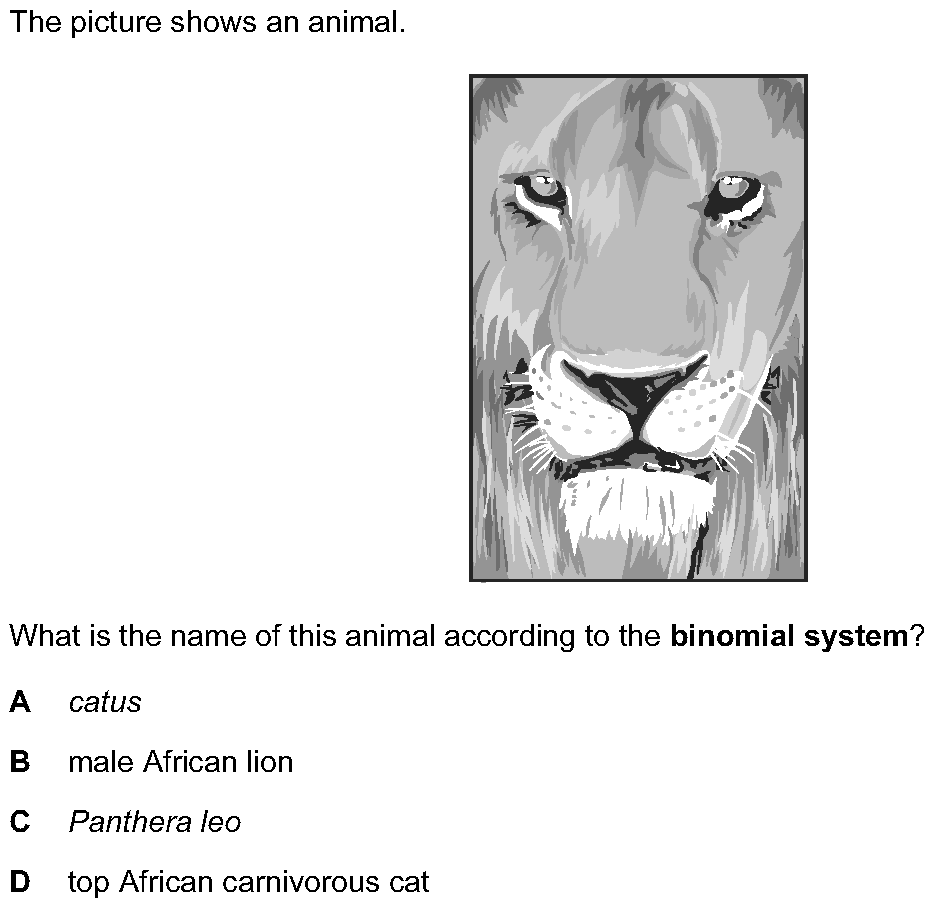 The picture shows an animal.
What is the name of this animal according to the binomial system?
A catus
B male African lion
C Panthera leo
D top African carnivorous cat